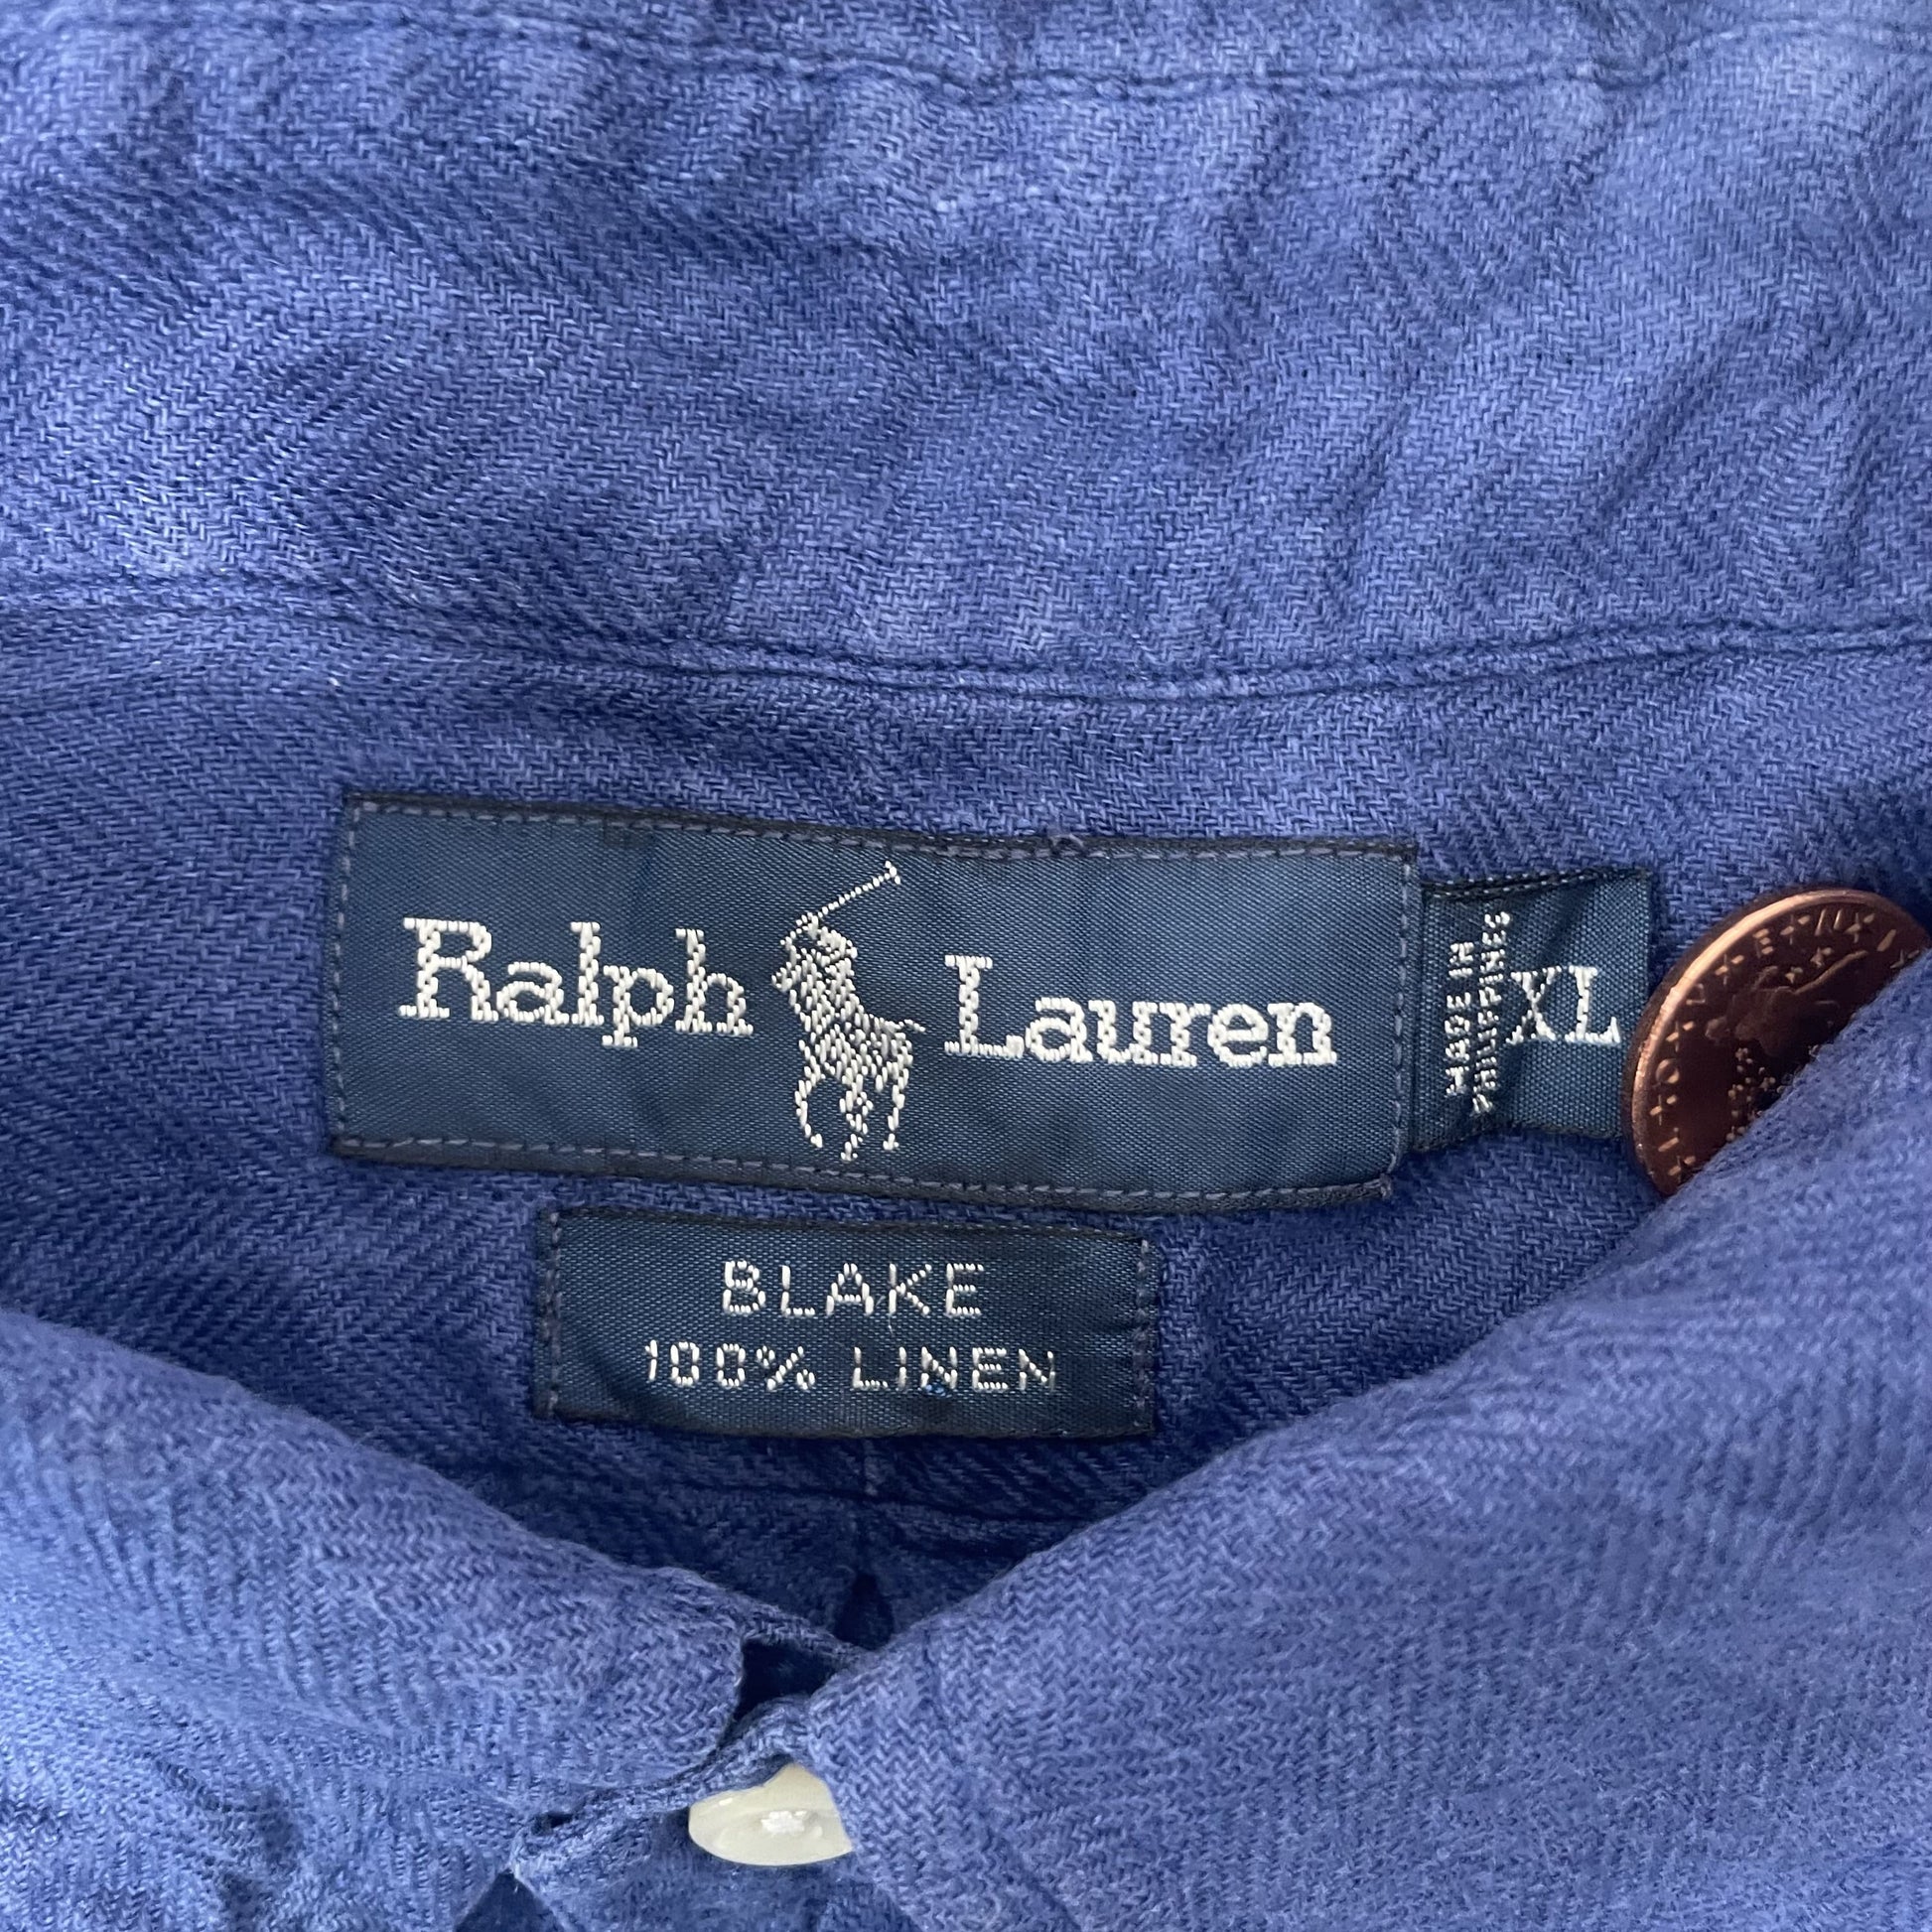 Ralph Lauren
MADE IN
PHILIPPINES
XL
BLAKE
100% LINEN